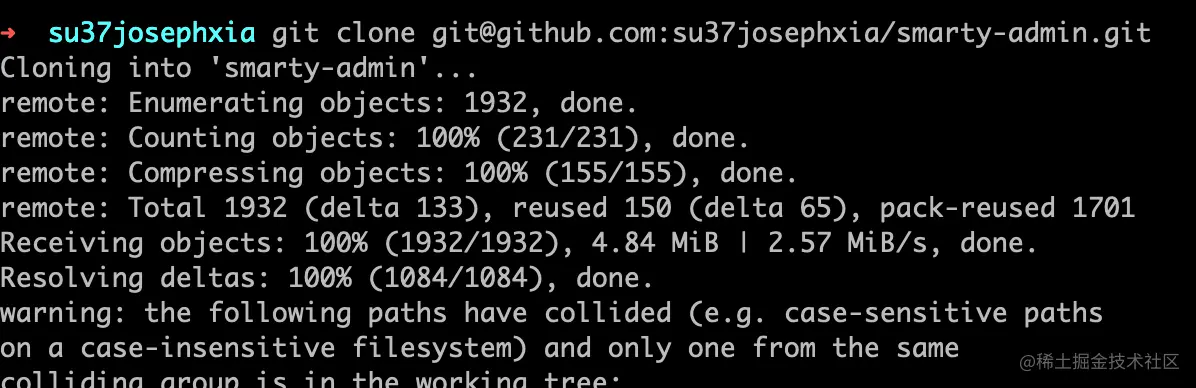 ➜  su37josephxia git clone git@github.com:su37josephxia/smarty-admin.git
Cloning into 'smarty-admin'...
remote: Enumerating objects: 1932, done.
remote: Counting objects: 100% (231/231), done.
remote: Compressing objects: 100% (155/155), done.
remote: Total 1932 (delta 133), reused 150 (delta 65), pack-reused 1701
Receiving objects: 100% (1932/1932), 4.84 MiB | 2.57 MiB/s, done.
Resolving deltas: 100% (1084/1084), done.
warning: the following paths have collided (e.g. case-sensitive paths
on a case-insensitive filesystem) and only one from the same
colliding group is in the working tree:
@稀土掘金技术社区